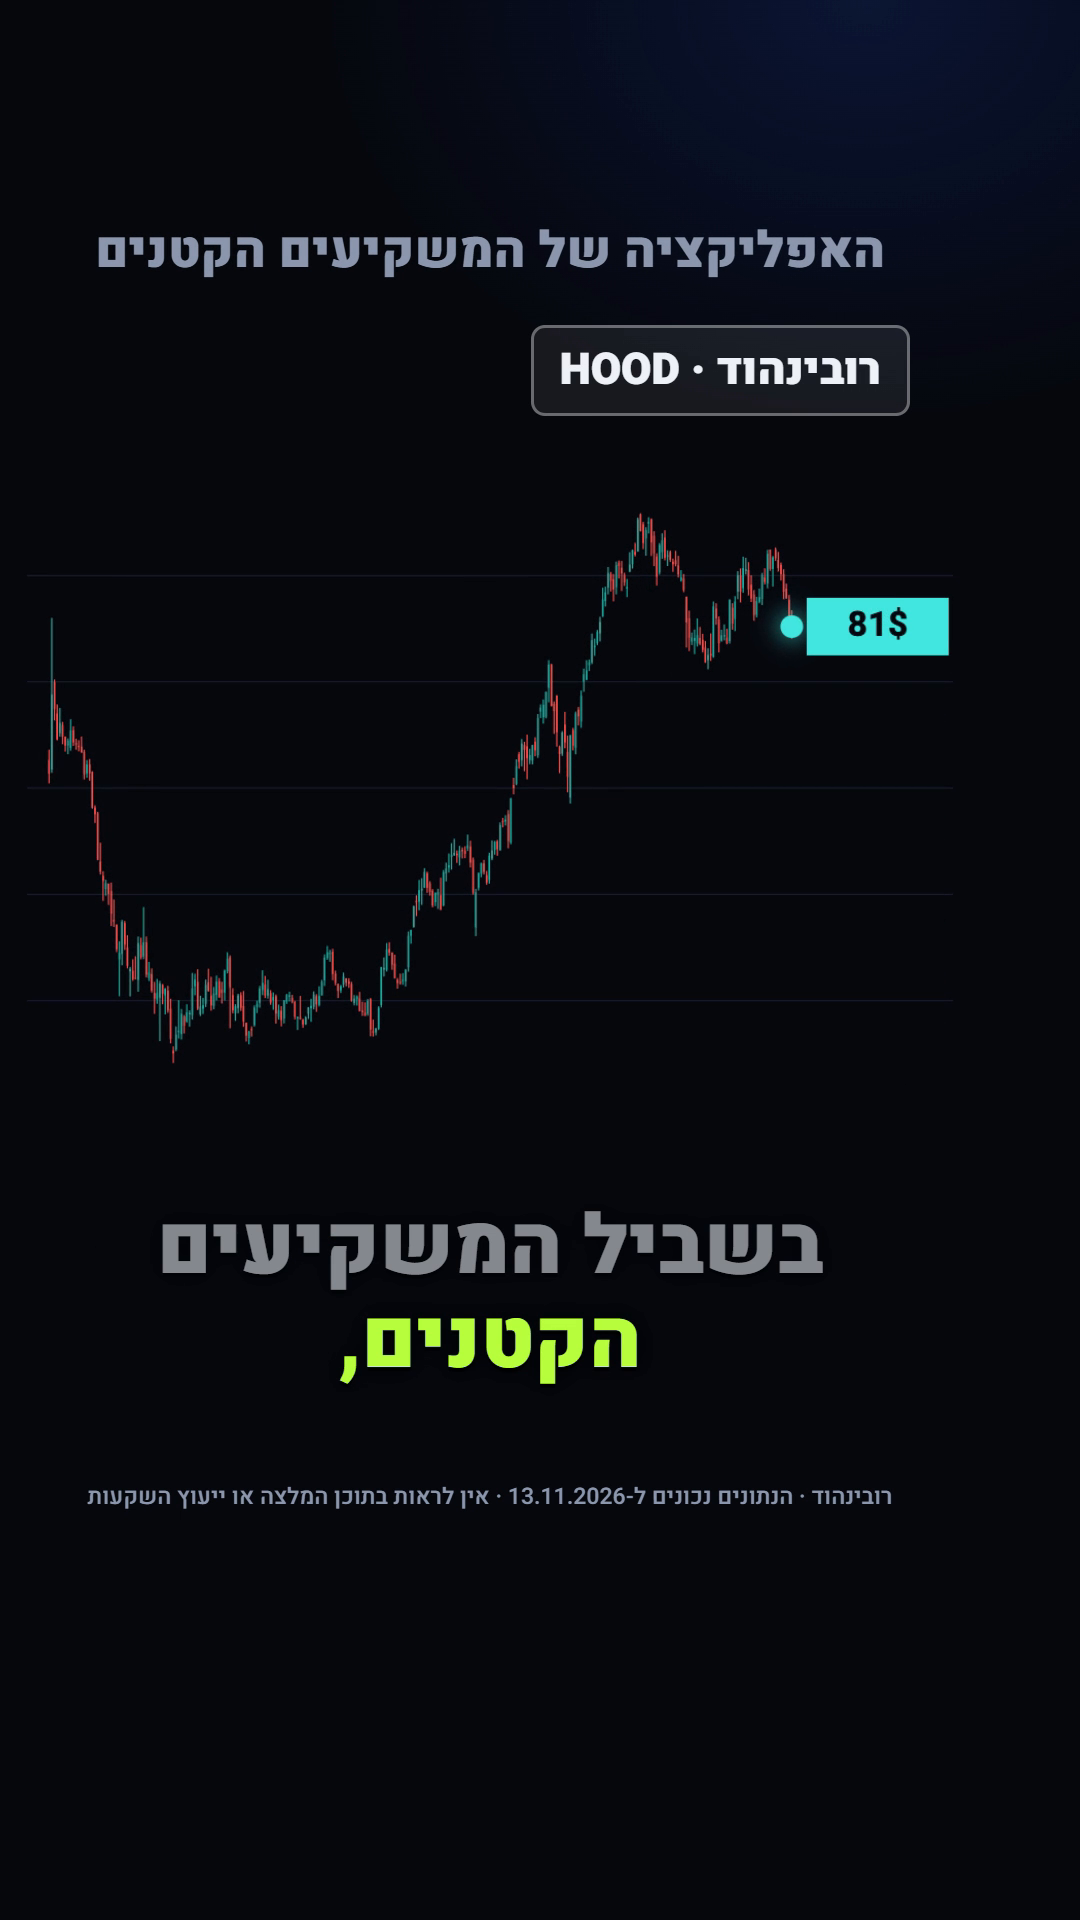 האפליקציה של המשקיעים הקטנים
רובינהוד · HOOD
81$
בשביל המשקיעים
הקטנים,
רובינהוד · הנתונים נכונים ל-13.11.2026 · אין לראות בתוכן המלצה או ייעוץ השקעות